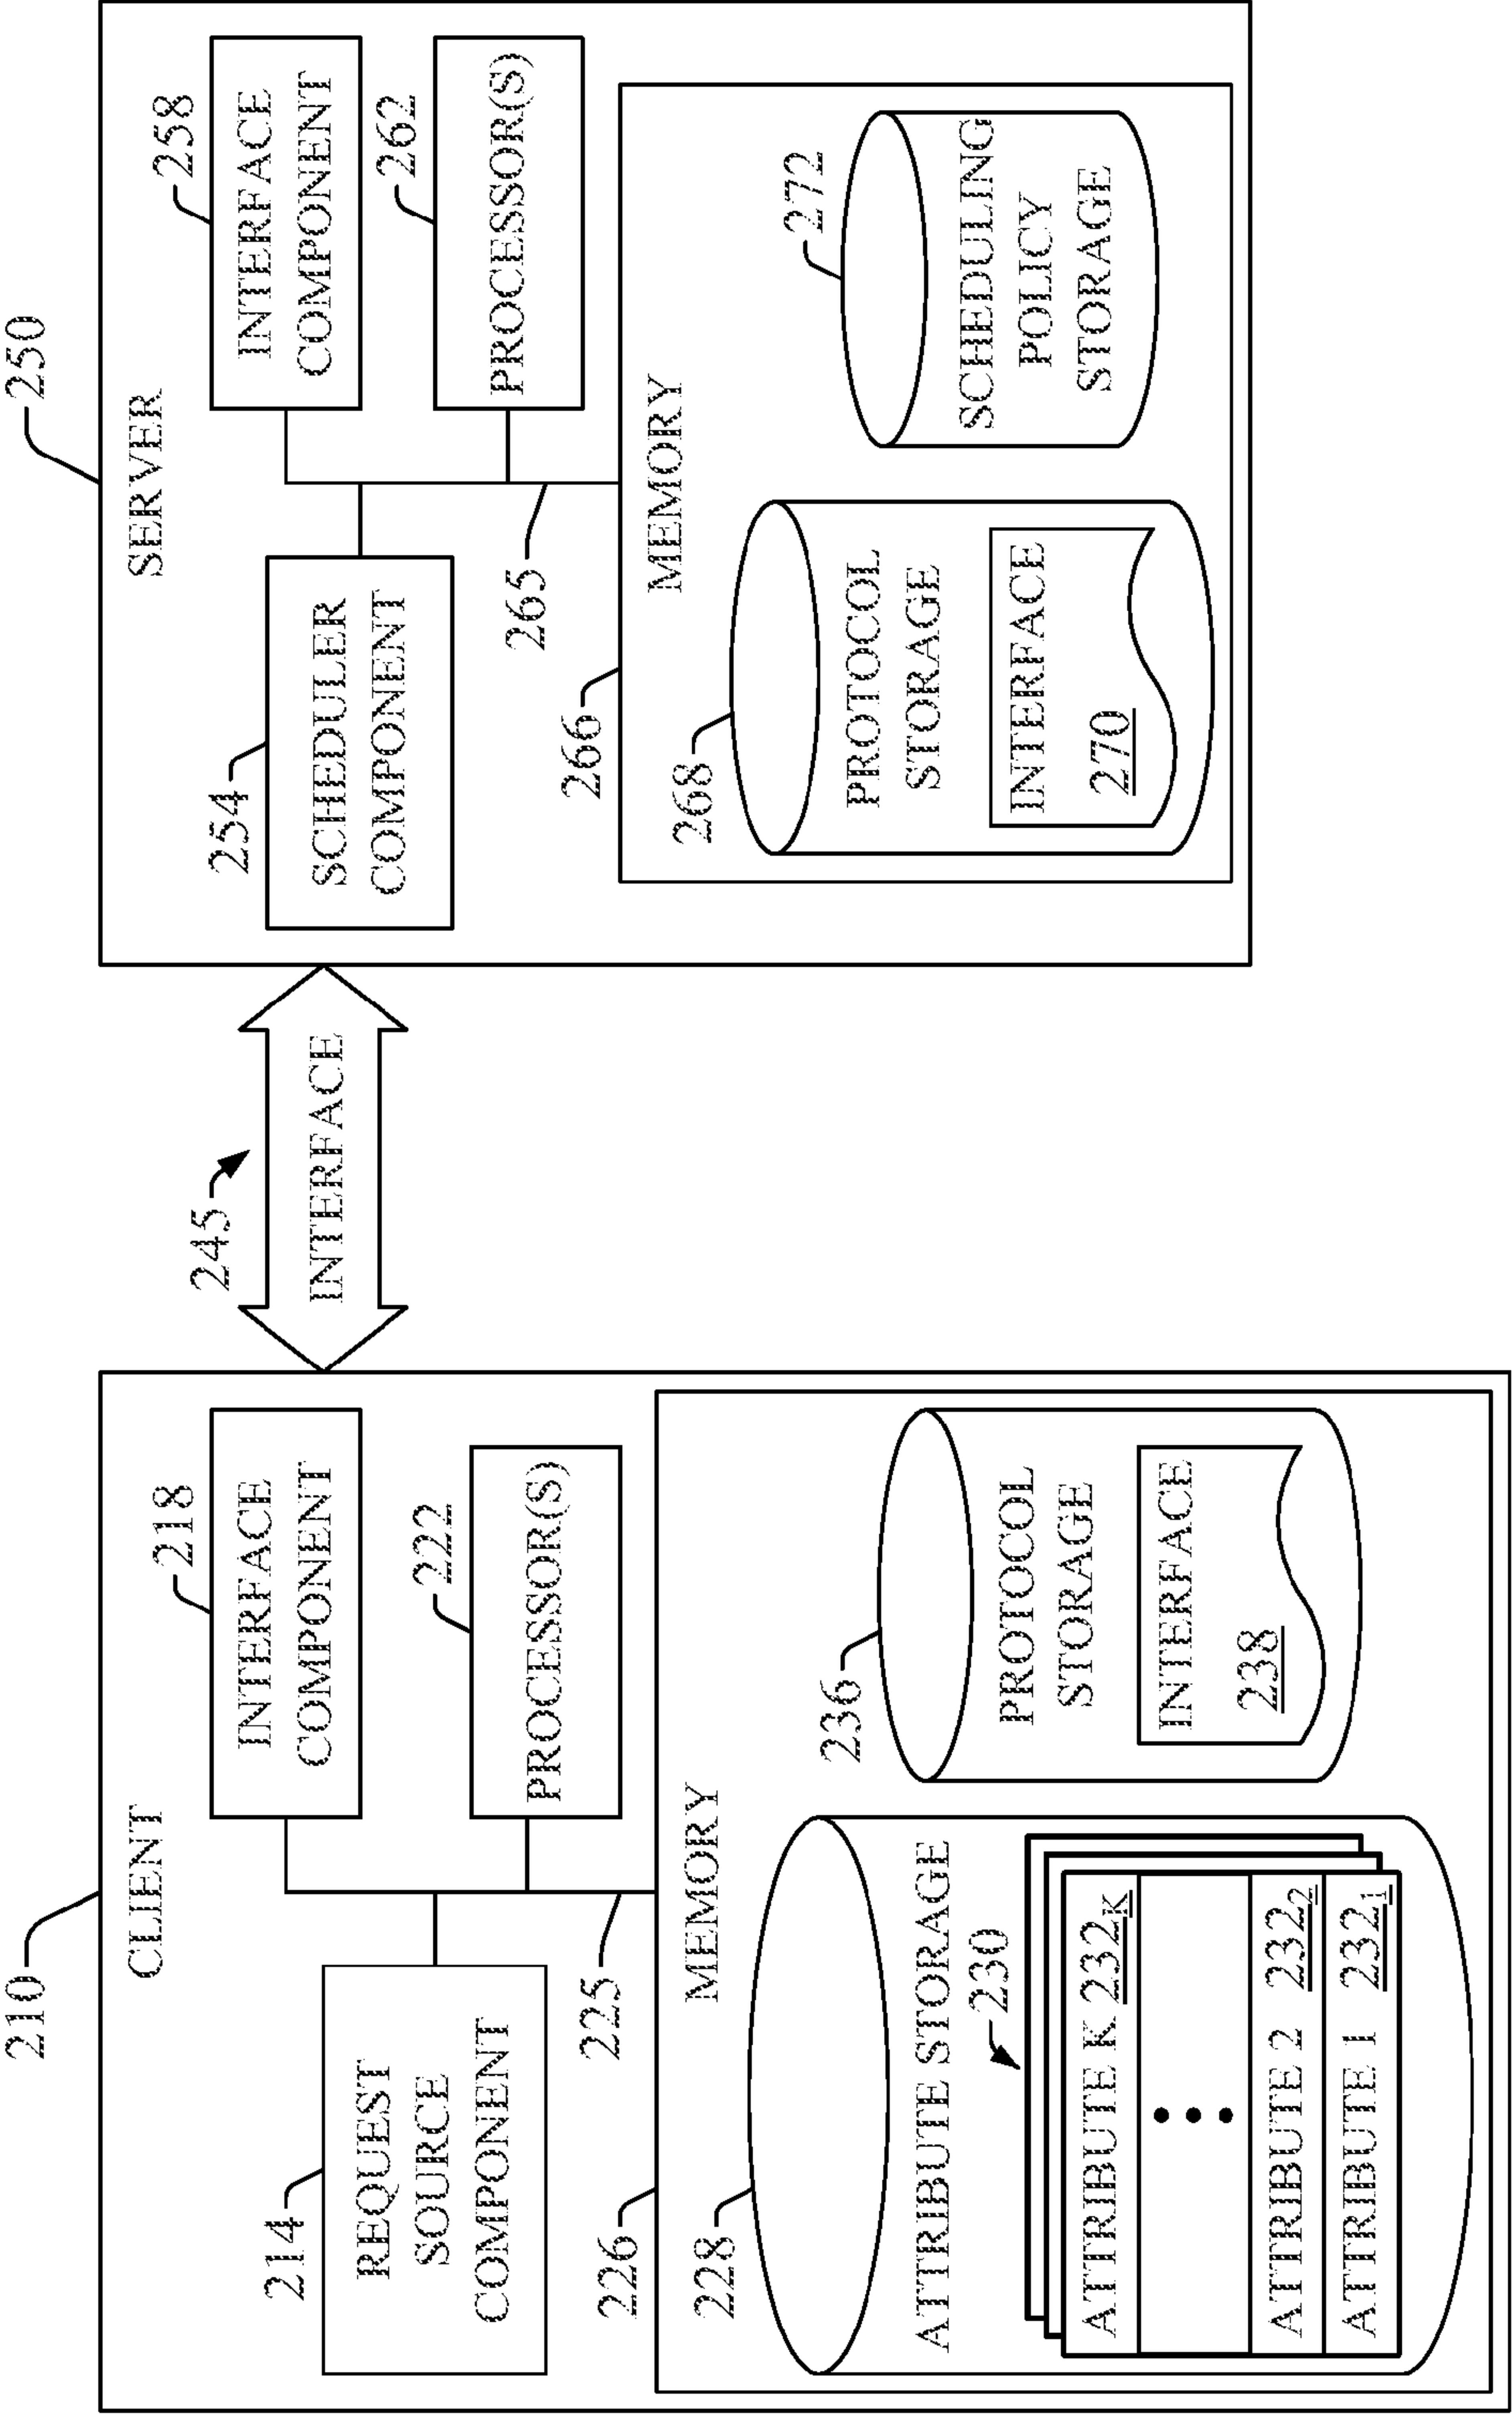 210
CLIENT
218
INTERFACE
COMPONENT
214
REQUEST
SOURCE
COMPONENT
222
PROCESSOR(S)
225
226
MEMORY
228
ATTRIBUTE STORAGE
230
ATTRIBUTE K 232K
ATTRIBUTE 2 2322
ATTRIBUTE 1 2321
236
PROTOCOL
STORAGE
INTERFACE
238
245
INTERFACE
250
SERVER
258
INTERFACE
COMPONENT
254
SCHEDULER
COMPONENT
262
PROCESSOR(S)
265
266
MEMORY
268
PROTOCOL
STORAGE
INTERFACE
270
272
SCHEDULING
POLICY
STORAGE